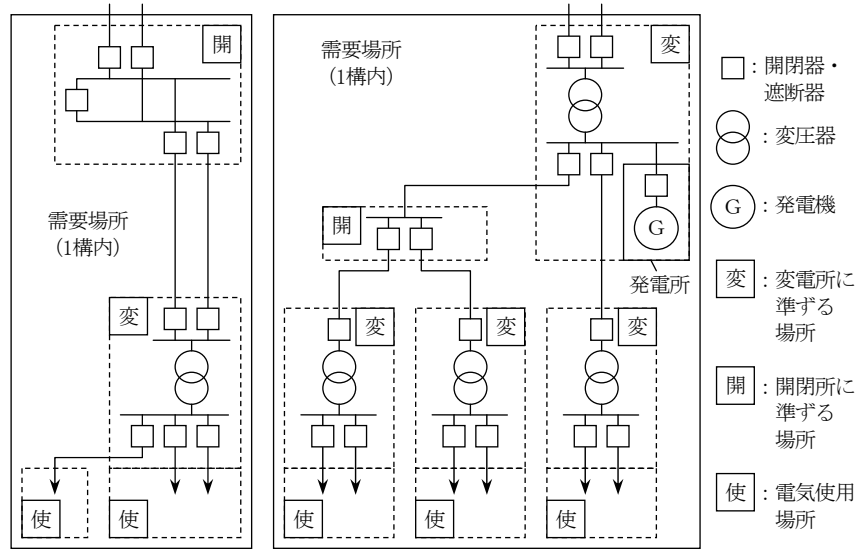 開
需要場所
（1構内）
変
使
使
需要場所
（1構内）
変
G
発電所
開
変
変
変
使
使
使
：開閉器・
遮断器
：変圧器
G
：発電機
変
：変電所に
準ずる
場所
開
：開閉所に
準ずる
場所
使
：電気使用
場所